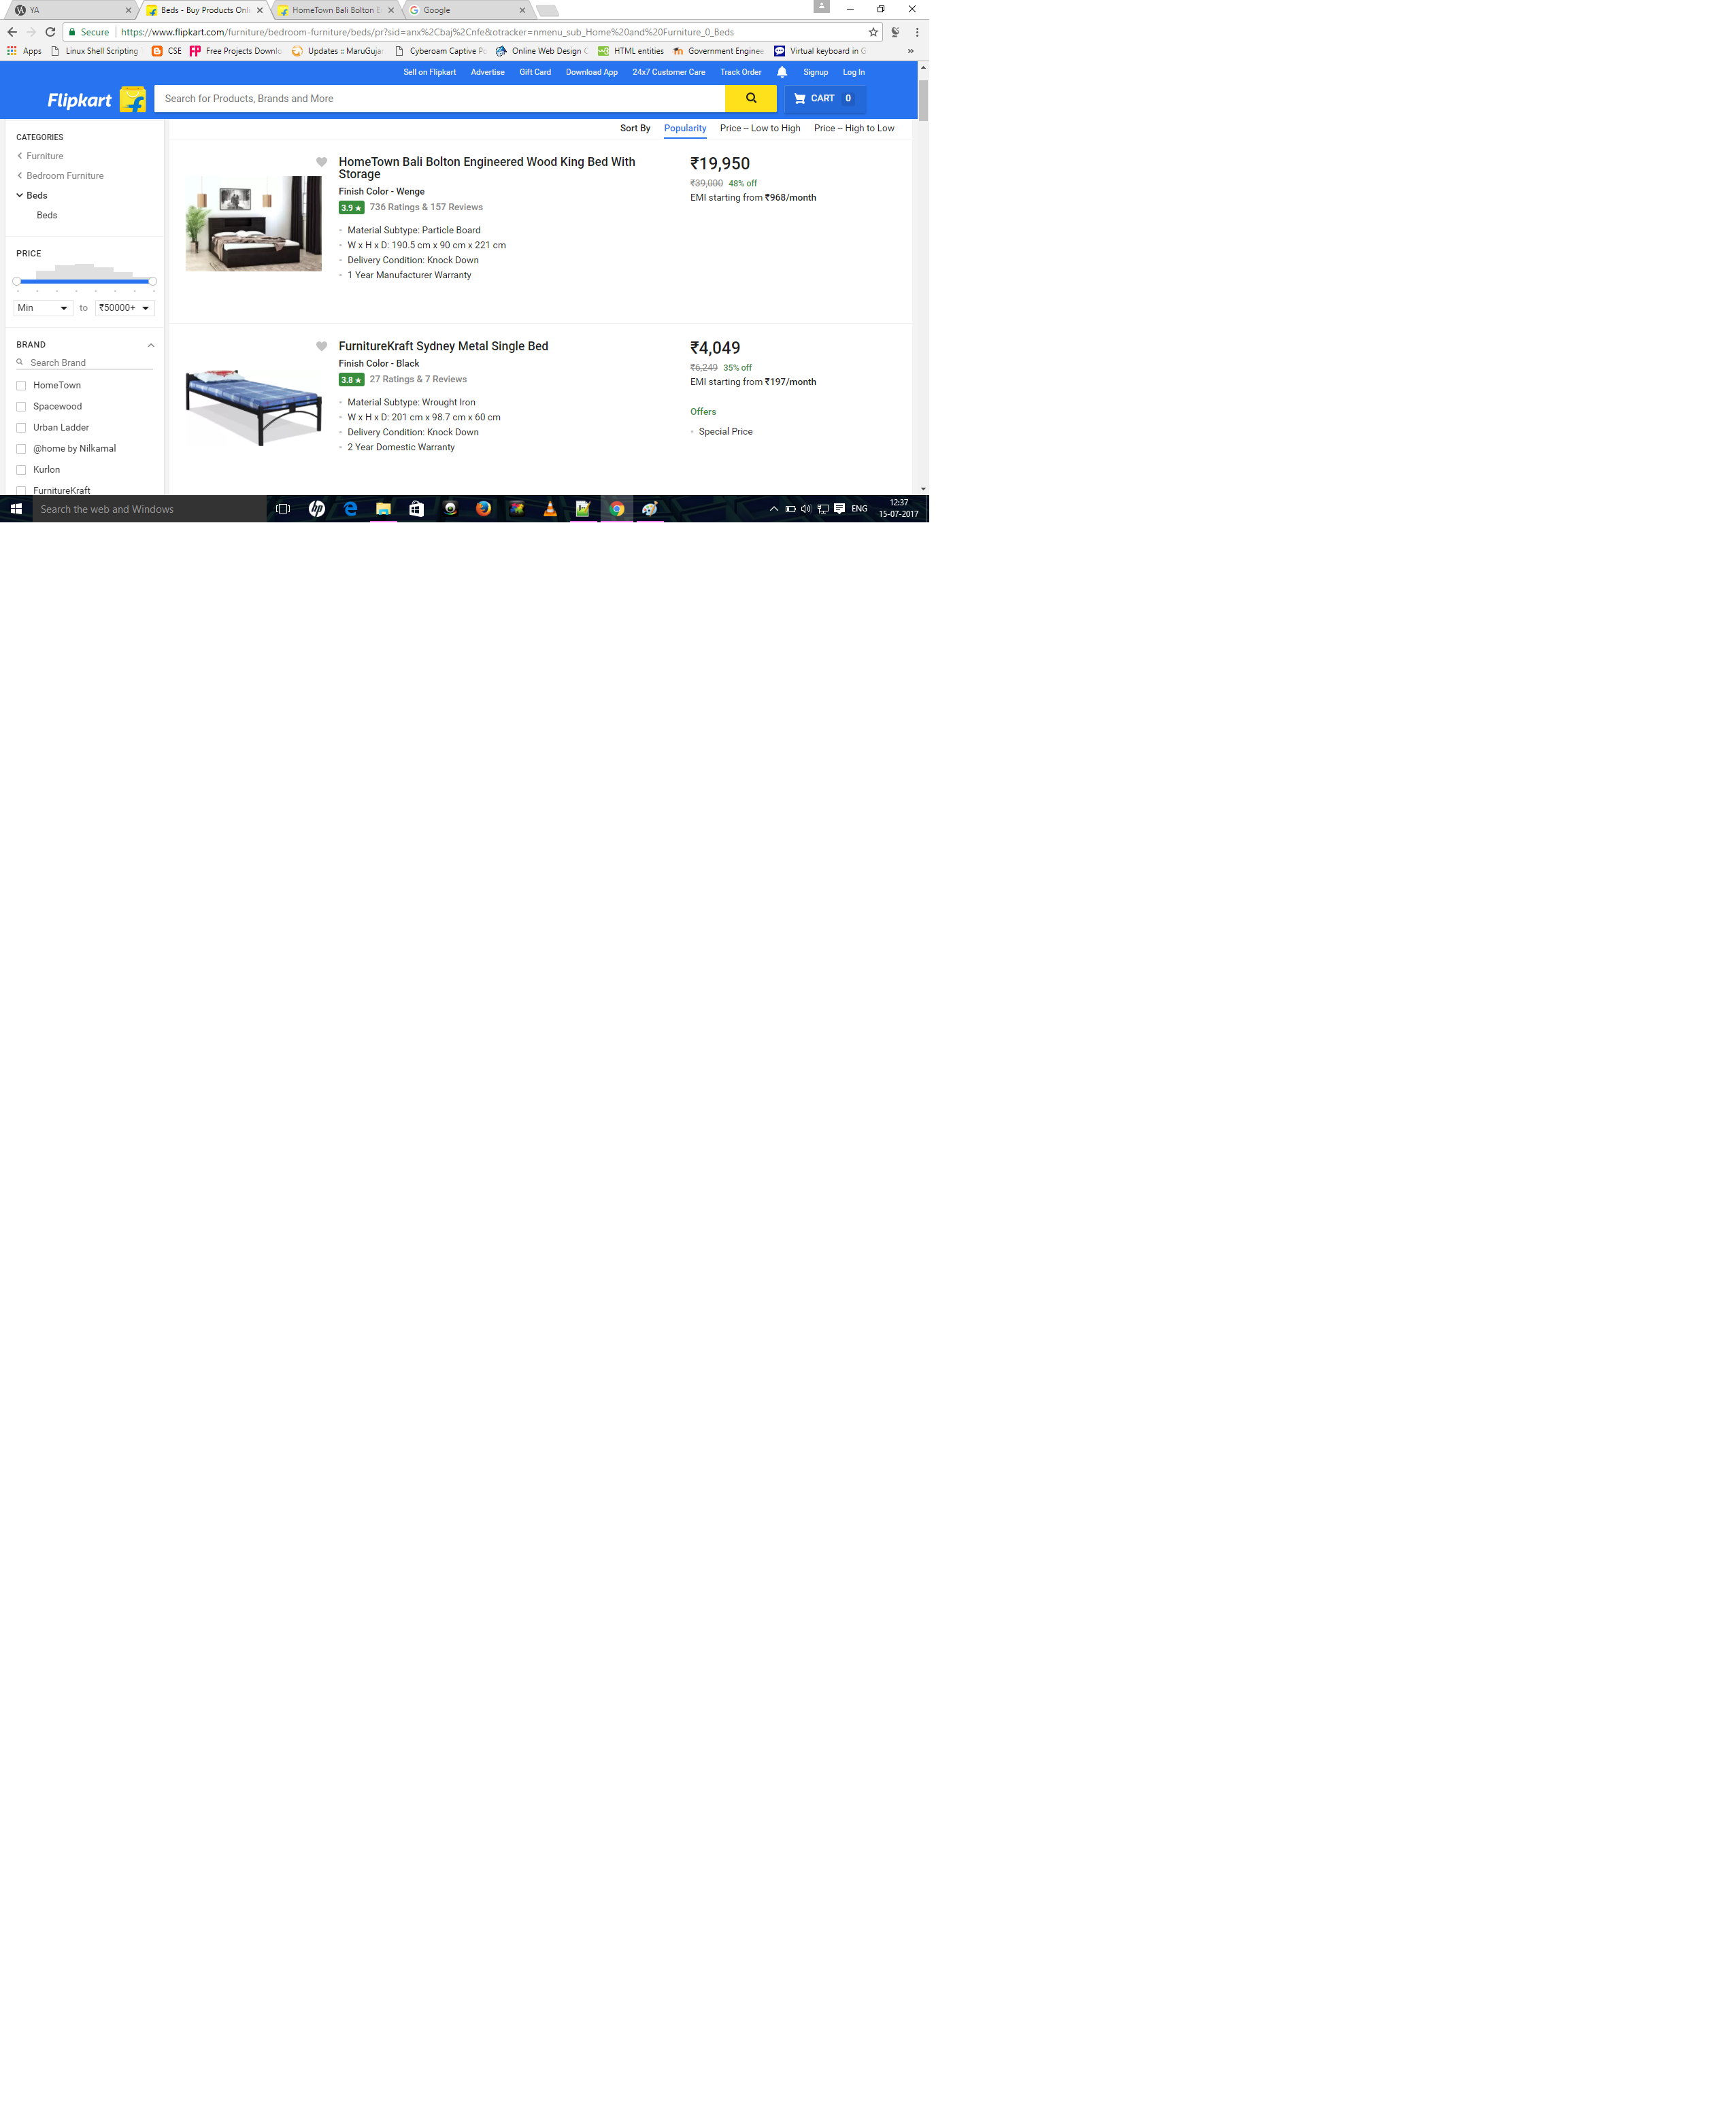 YA
Beds - Buy Products Onli
HomeTown Bali Bolton E
Google
Secure
https://www.flipkart.com/furniture/bedroom-furniture/beds/pr?sid=anx%2Cbaj%2Cnfe&otracker=nmenu_sub_Home%20and%20Furniture_0_Beds
Apps
Linux Shell Scripting
CSE
Free Projects Downlo
Updates :: MaruGujar
Cyberoam Captive Po
Online Web Design C
HTML entities
Government Enginee
Virtual keyboard in G
»
Sell on Flipkart
Advertise
Gift Card
Download App
24x7 Customer Care
Track Order
Signup
Log In
Flipkart
Search for Products, Brands and More
CART 0
CATEGORIES
Furniture
Bedroom Furniture
Beds
Beds
PRICE
Min to ₹50000+
BRAND
Search Brand
HomeTown
Spacewood
Urban Ladder
@home by Nilkamal
Kurlon
FurnitureKraft
Sort By Popularity Price -- Low to High Price -- High to Low
HomeTown Bali Bolton Engineered Wood King Bed With
Storage
Finish Color - Wenge
3.9 ★ 736 Ratings & 157 Reviews
Material Subtype: Particle Board
W x H x D: 190.5 cm x 90 cm x 221 cm
Delivery Condition: Knock Down
1 Year Manufacturer Warranty
₹19,950
₹39,000 48% off
EMI starting from ₹968/month
FurnitureKraft Sydney Metal Single Bed
Finish Color - Black
3.8 ★ 27 Ratings & 7 Reviews
Material Subtype: Wrought Iron
W x H x D: 201 cm x 98.7 cm x 60 cm
Delivery Condition: Knock Down
2 Year Domestic Warranty
₹4,049
₹6,249 35% off
EMI starting from ₹197/month
Offers
Special Price
Search the web and Windows
hp
ENG
12:37
15-07-2017